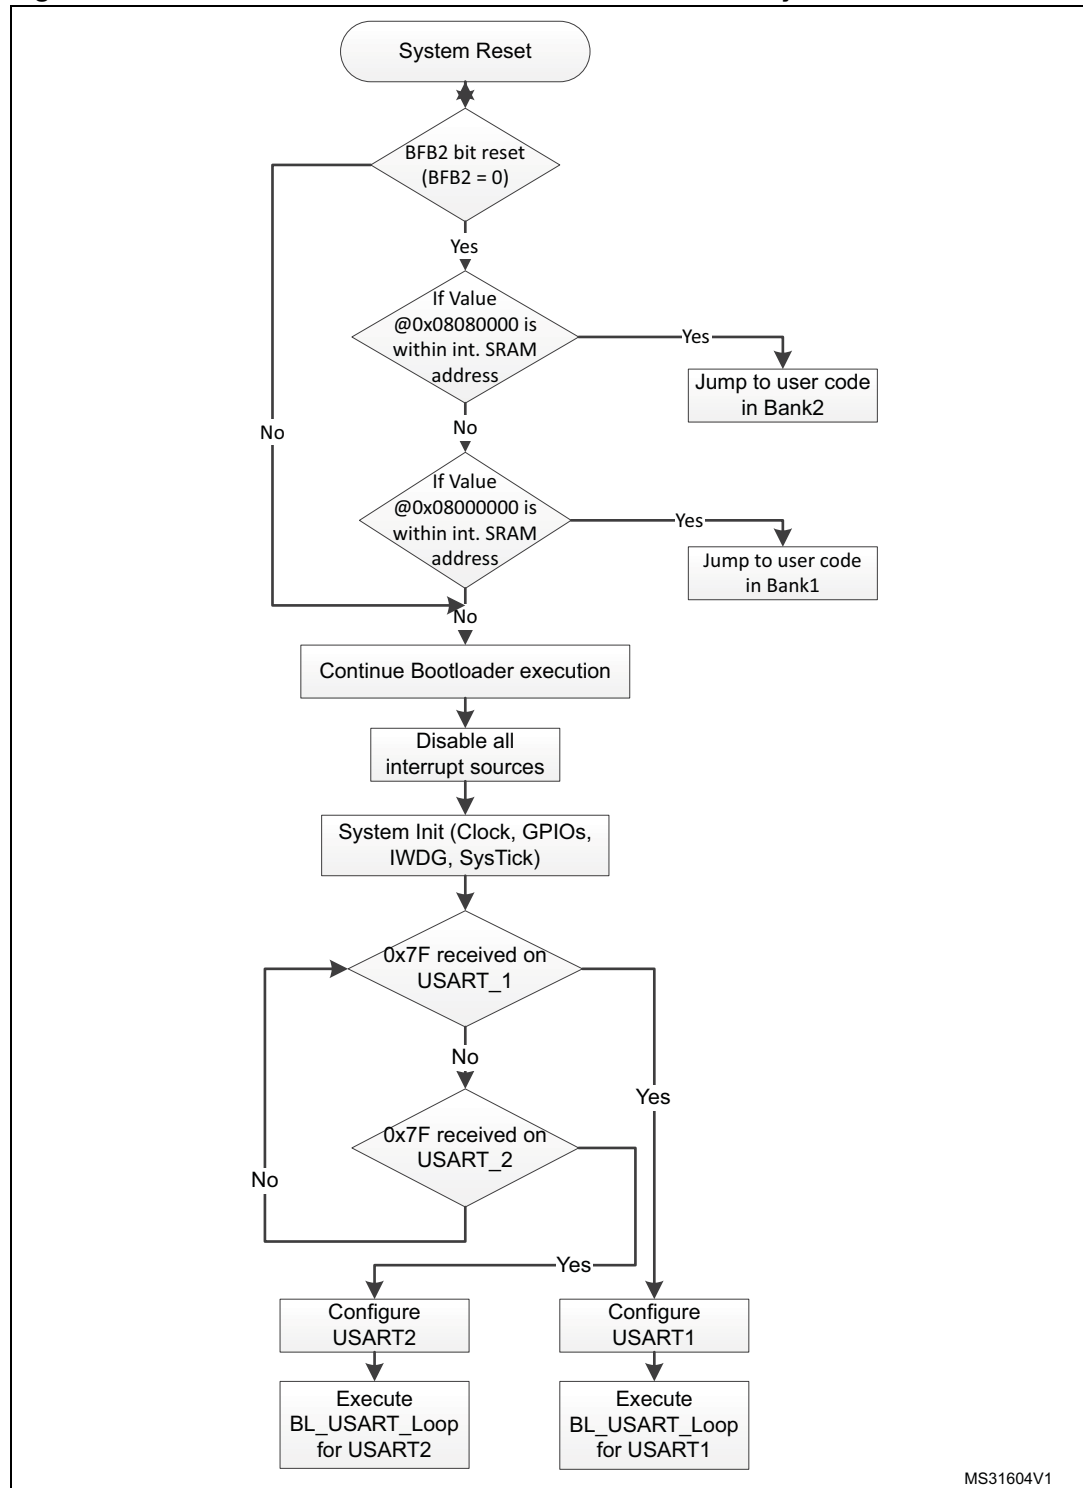 System Reset
BFB2 bit reset
(BFB2 = 0)
Yes
If Value
@0x08080000 is
within int. SRAM
address
Yes
Jump to user code
in Bank2
No
No
If Value
@0x08000000 is
within int. SRAM
address
Yes
Jump to user code
in Bank1
No
Continue Bootloader execution
Disable all
interrupt sources
System Init (Clock, GPIOs,
IWDG, SysTick)
0x7F received on
USART_1
No
Yes
0x7F received on
USART_2
No
Yes
Configure
USART2
Configure
USART1
Execute
BL_USART_Loop
for USART2
Execute
BL_USART_Loop
for USART1
MS31604V1